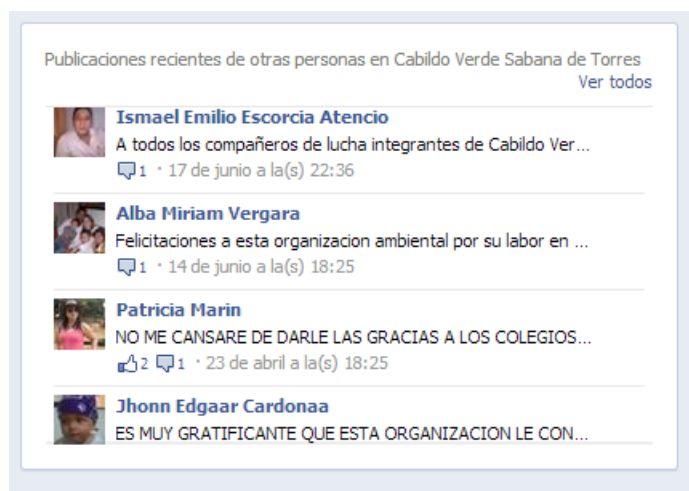 Publicaciones recientes de otras personas en Cabildo Verde Sabana de Torres
Ver todos
Ismael Emilio Escorcia Atencio
A todos los compañeros de lucha integrantes de Cabildo Ver...
1 · 17 de junio a la(s) 22:36
Alba Miriam Vergara
Felicitaciones a esta organizacion ambiental por su labor en ...
1 · 14 de junio a la(s) 18:25
Patricia Marin
NO ME CANSARE DE DARLE LAS GRACIAS A LOS COLEGIOS...
2 1 · 23 de abril a la(s) 18:25
Jhonn Edgaar Cardonaa
ES MUY GRATIFICANTE QUE ESTA ORGANIZACION LE CON...